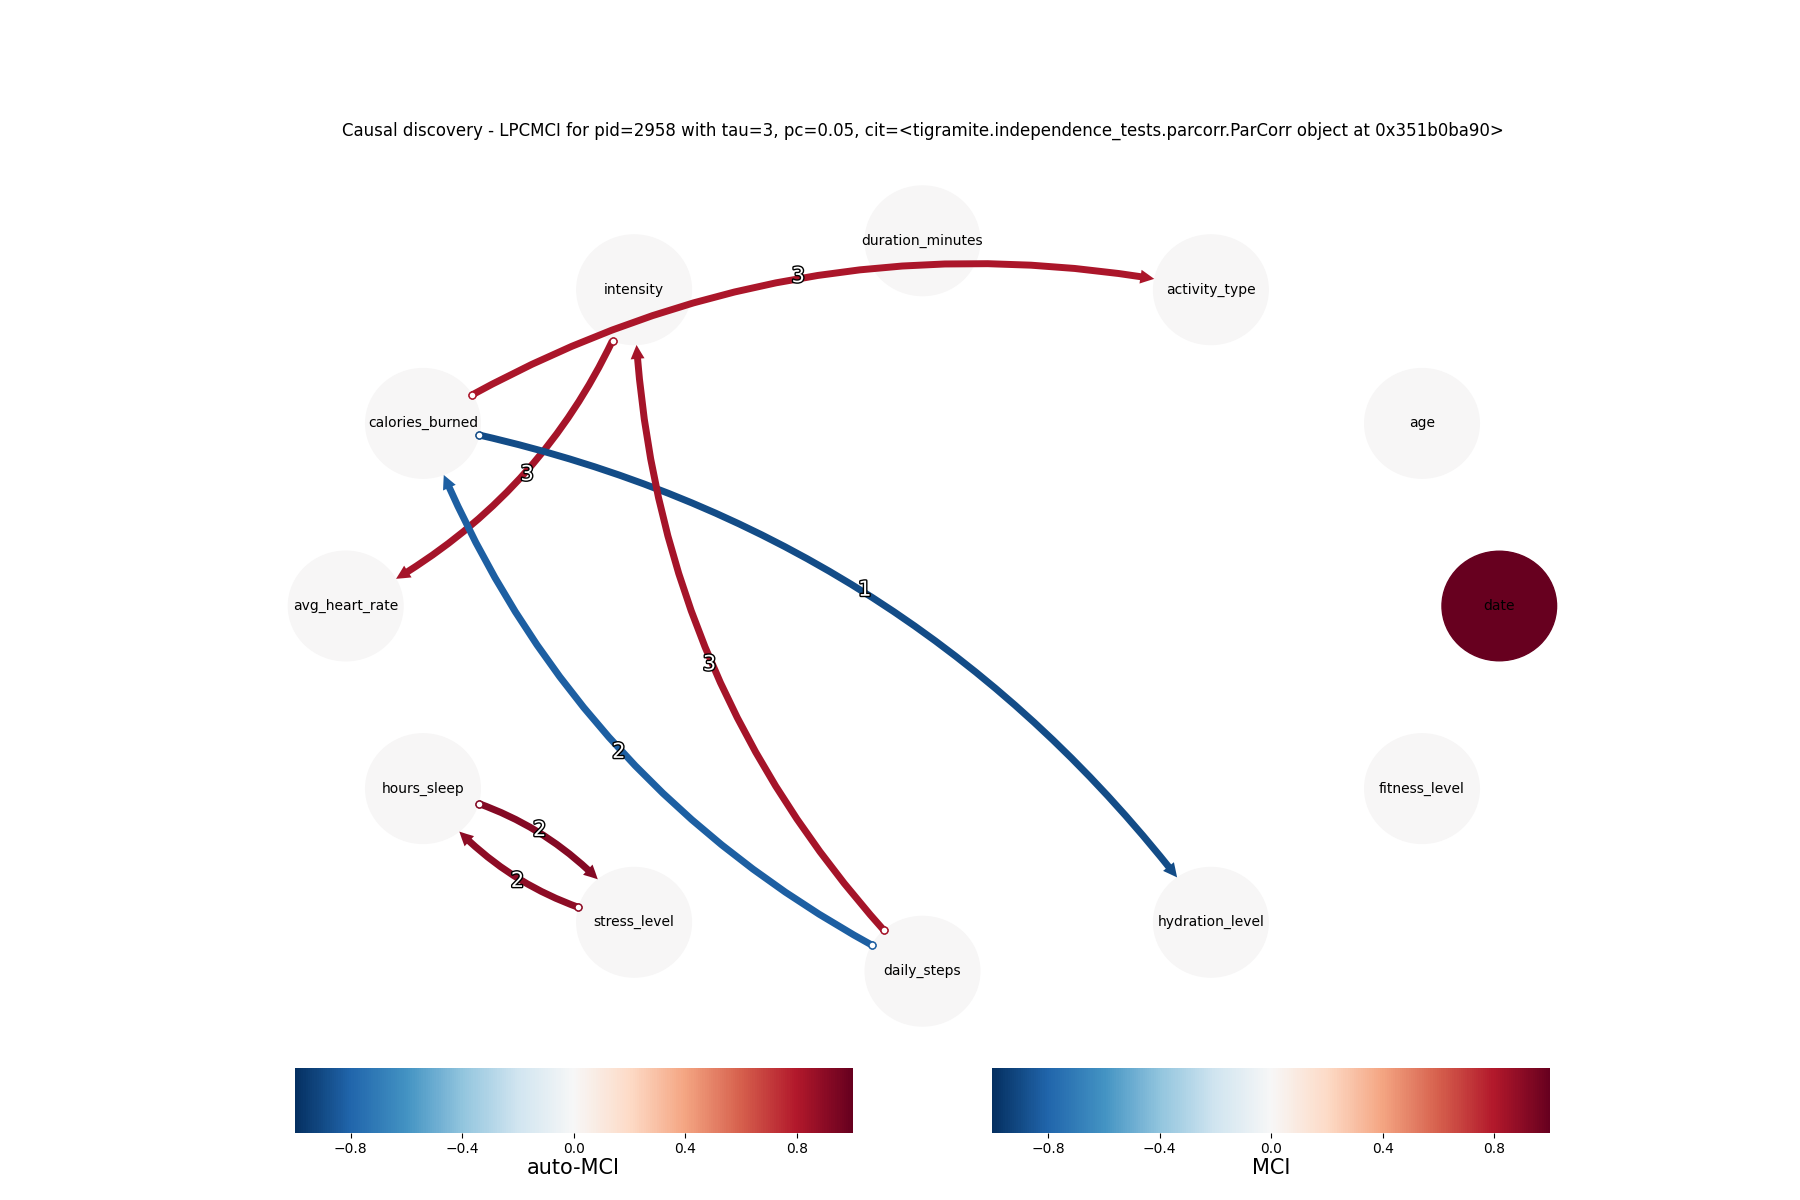 Causal discovery - LPCMCI for pid=2958 with tau=3, pc=0.05, cit=<tigramite.independence_tests.parcorr.ParCorr object at 0x351b0ba90>
duration_minutes
intensity
activity_type
3
calories_burned
age
3
1
avg_heart_rate
date
3
2
hours_sleep
fitness_level
2
2
stress_level
hydration_level
daily_steps
−0.8 −0.4 0.0 0.4 0.8
auto-MCI
−0.8 −0.4 0.0 0.4 0.8
MCI